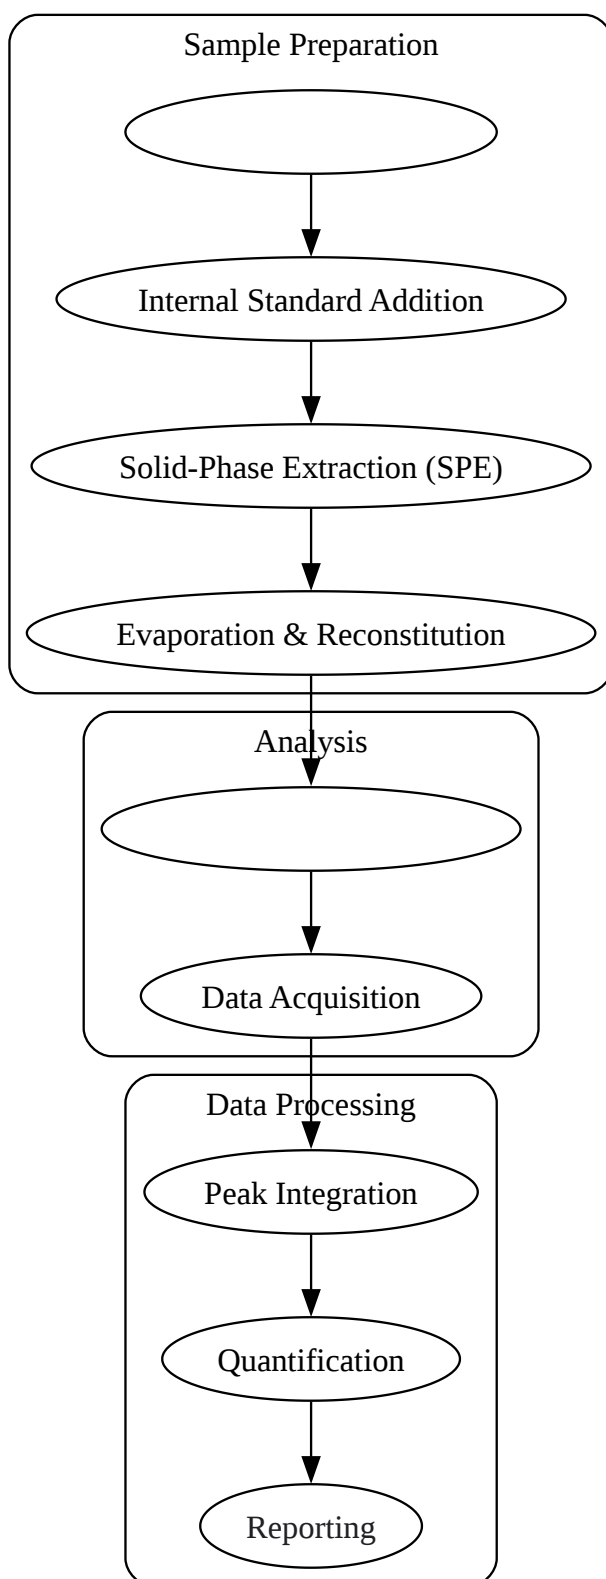 Sample Preparation
Internal Standard Addition
Solid-Phase Extraction (SPE)
Evaporation & Reconstitution
Analysis
Data Acquisition
Data Processing
Peak Integration
Quantification
Reporting